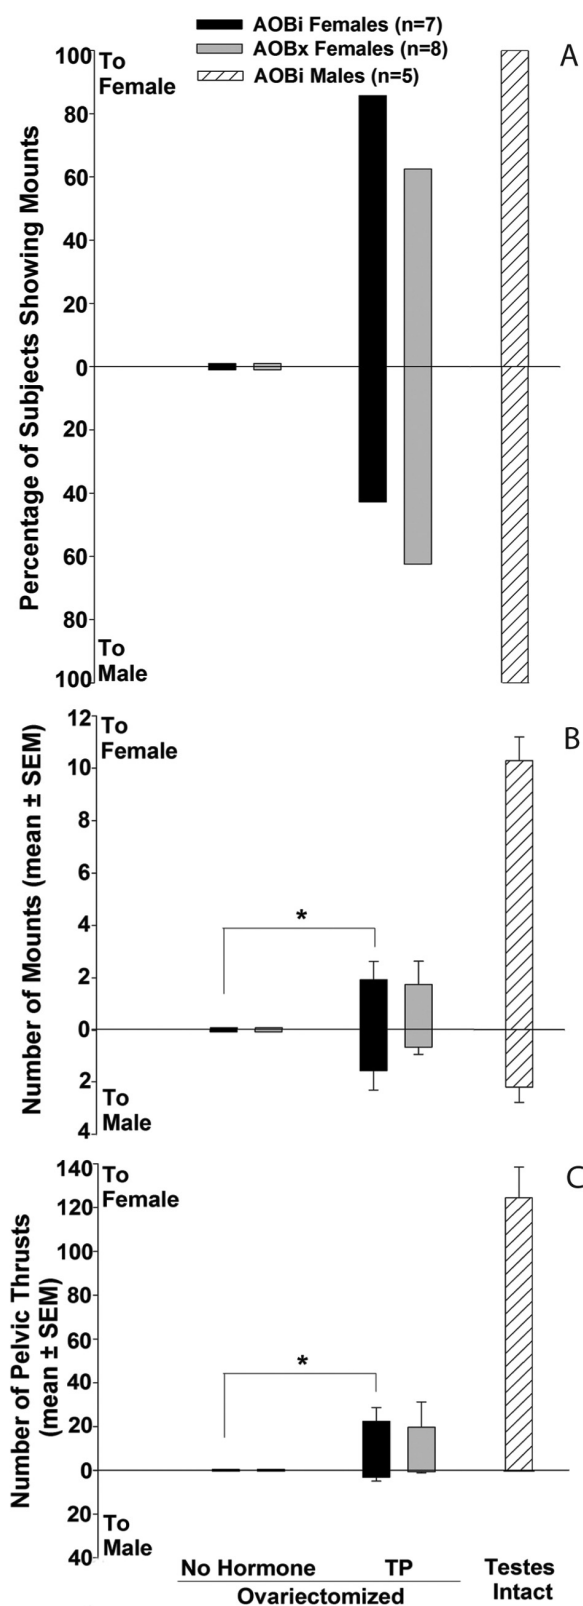 AOBi Females (n=7)
AOBx Females (n=8)
AOBi Males (n=5)
A
Percentage of Subjects Showing Mounts
100
80
60
40
20
0
20
40
60
80
100
To
Female
To
Male
B
Number of Mounts (mean ± SEM)
12
10
8
6
4
2
0
2
4
To
Female
*
To
Male
C
Number of Pelvic Thrusts
(mean ± SEM)
140
120
100
80
60
40
20
0
20
40
To
Female
*
To
Male
No Hormone
TP
Ovariectomized
Testes
Intact